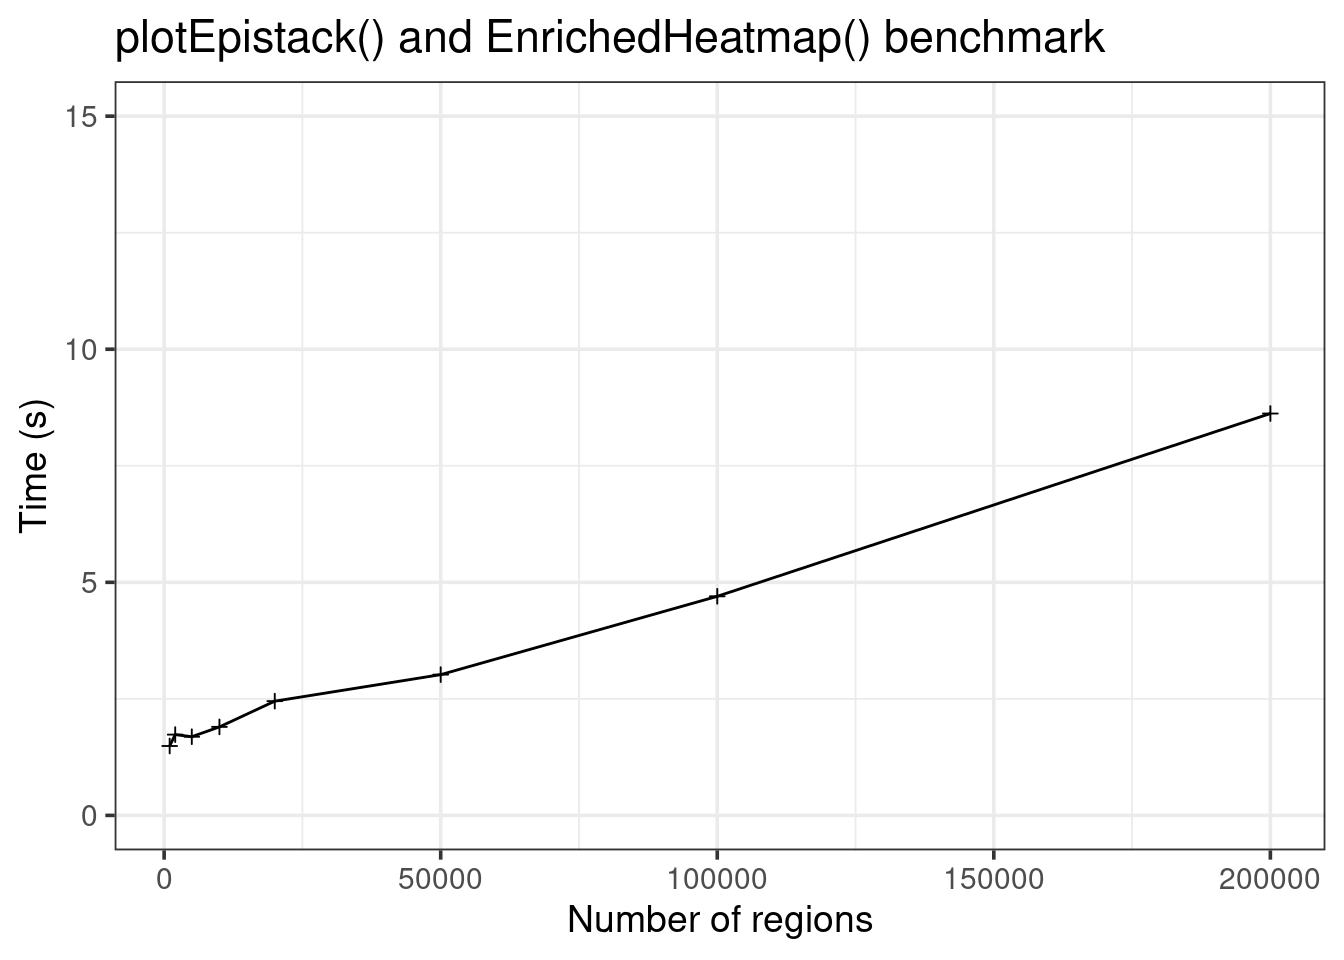 plotEpistack() and EnrichedHeatmap() benchmark
15
10
5
0
Time (s)
0 50000 100000 150000 200000
Number of regions